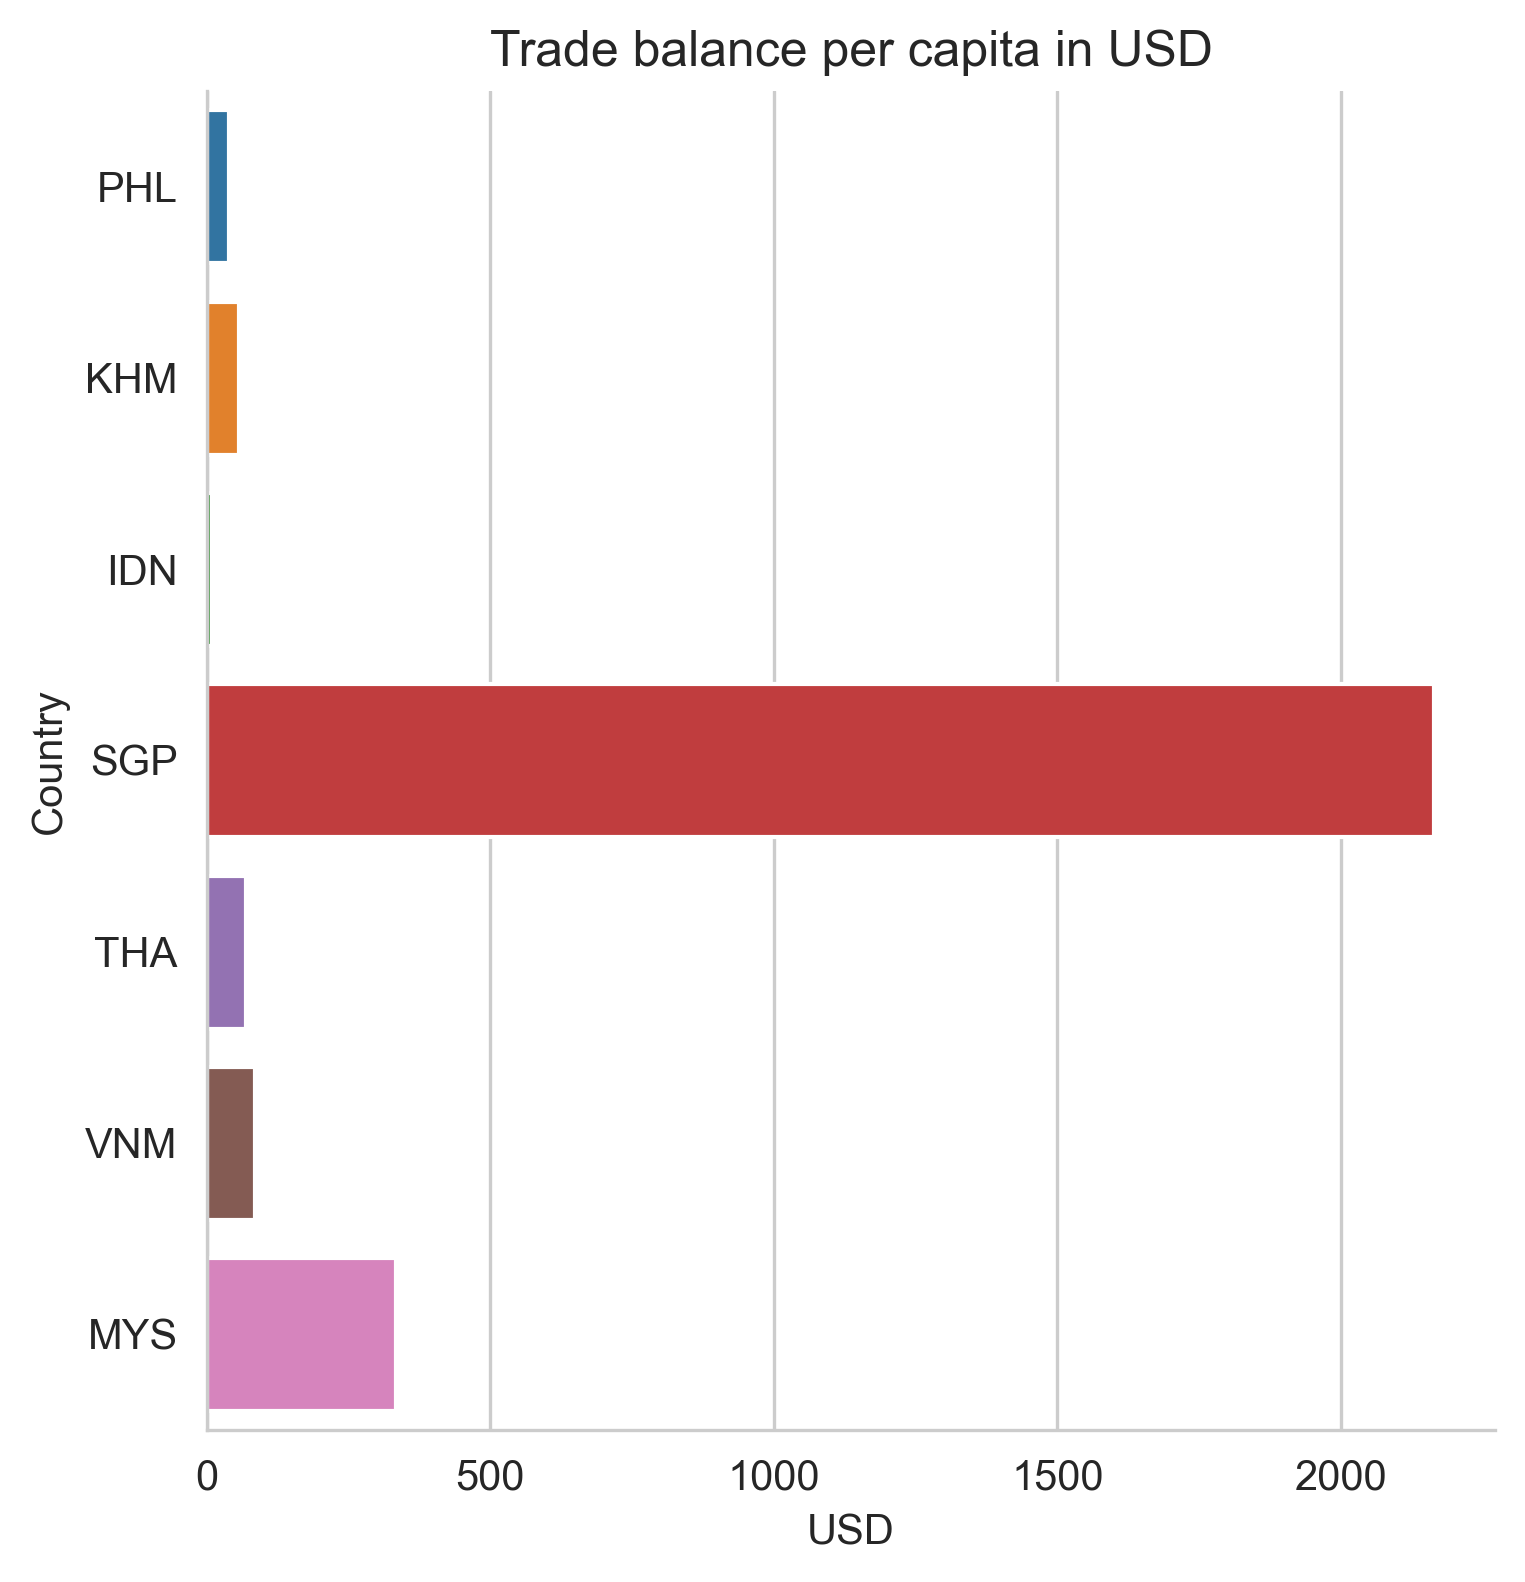 Trade balance per capita in USD
PHL
KHM
IDN
SGP
THA
VNM
MYS
Country
0 500 1000 1500 2000
USD